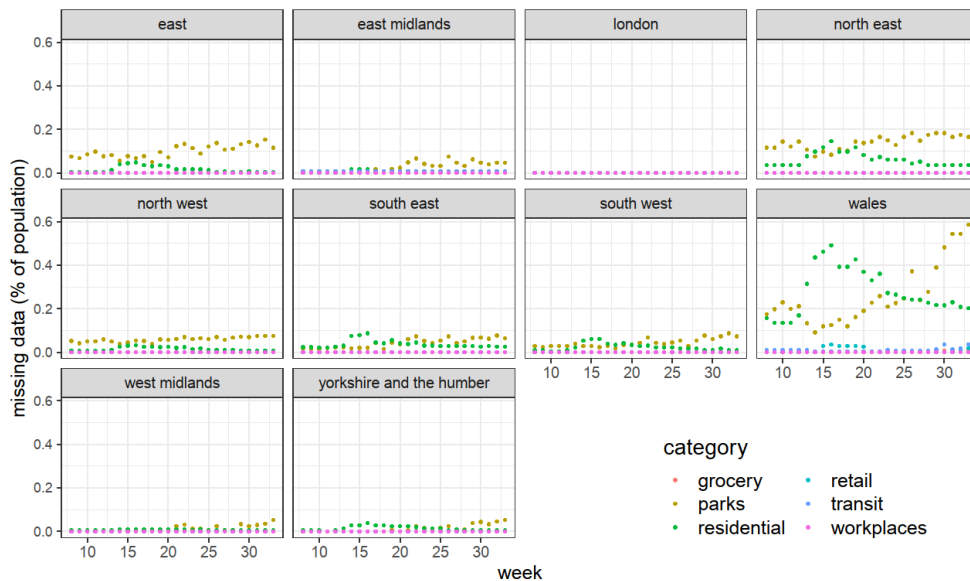 east east midlands london north east
0.6
0.4
0.2
0.0
north west south east south west wales
0.6
0.4
0.2
0.0
10 15 20 25 30 10 15 20 25 30
west midlands yorkshire and the humber
0.6
0.4
0.2
0.0
10 15 20 25 30 10 15 20 25 30
missing data (% of population)
week
category
grocery retail
parks transit
residential workplaces